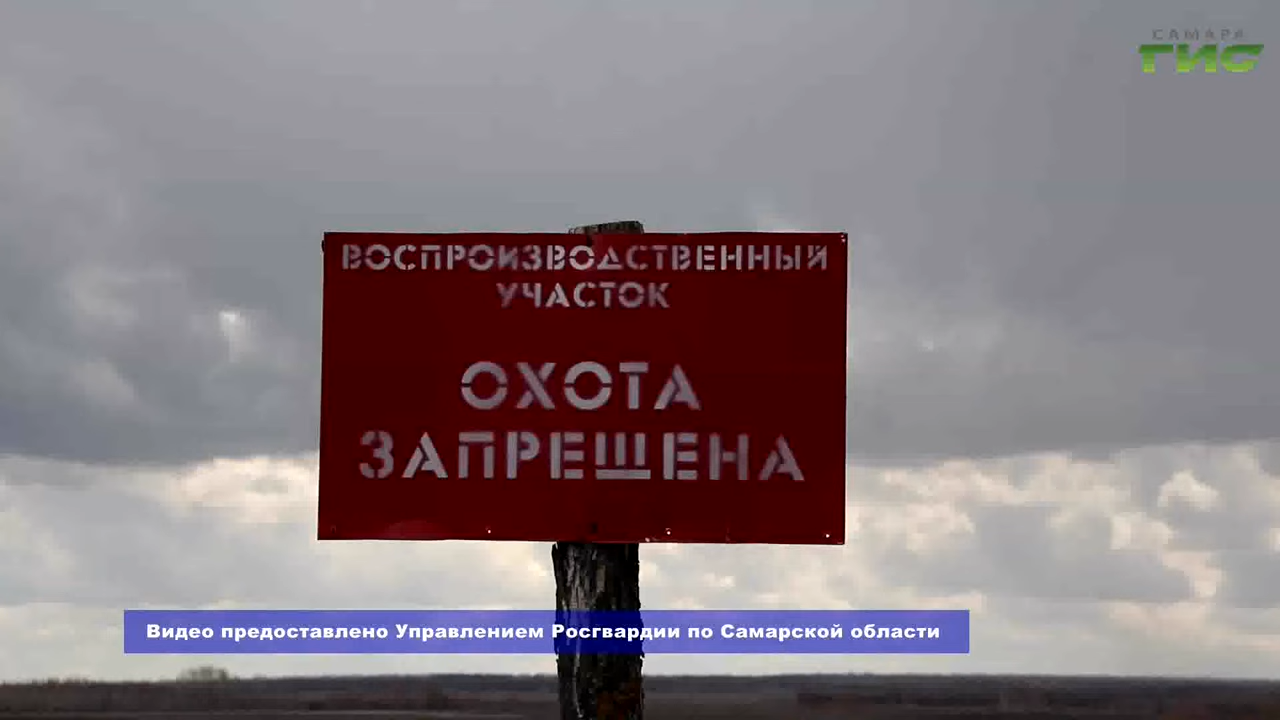 САМАРА
ГИС
ВОСПРОИЗВОДСТВЕННЫЙ
УЧАСТОК
ОХОТА
ЗАПРЕЩЕНА
Видео предоставлено Управлением Росгвардии по Самарской области